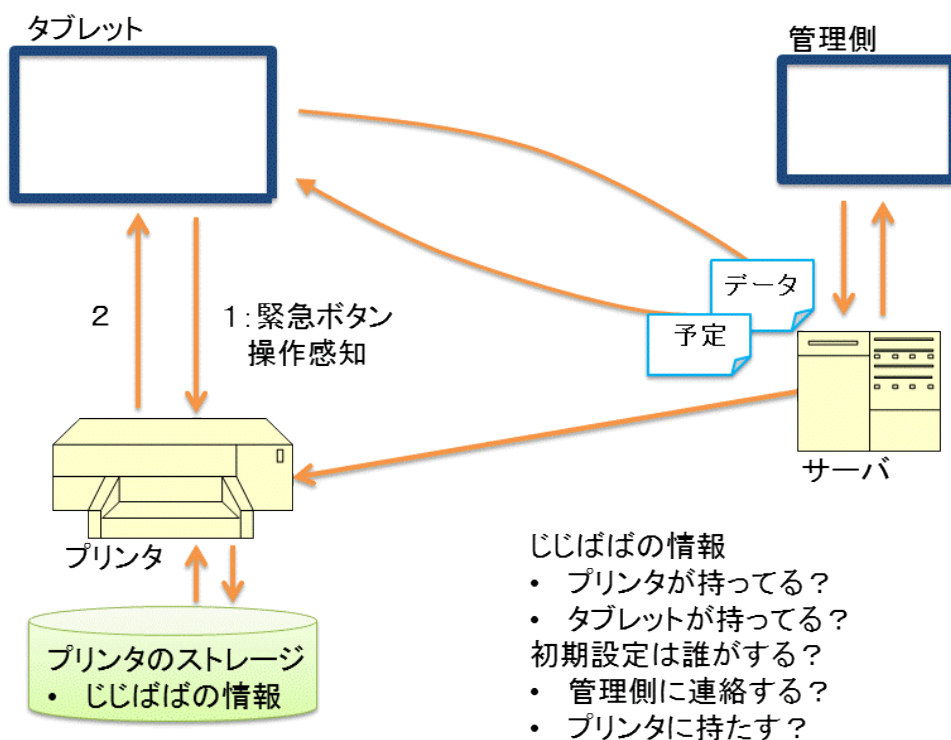 タブレット
管理側
データ
予定
2
1：緊急ボタン
操作感知
サーバ
プリンタ
プリンタのストレージ
• じじばばの情報
じじばばの情報
• プリンタが持ってる？
• タブレットが持ってる？
初期設定は誰がする？
• 管理側に連絡する？
• プリンタに持たす？